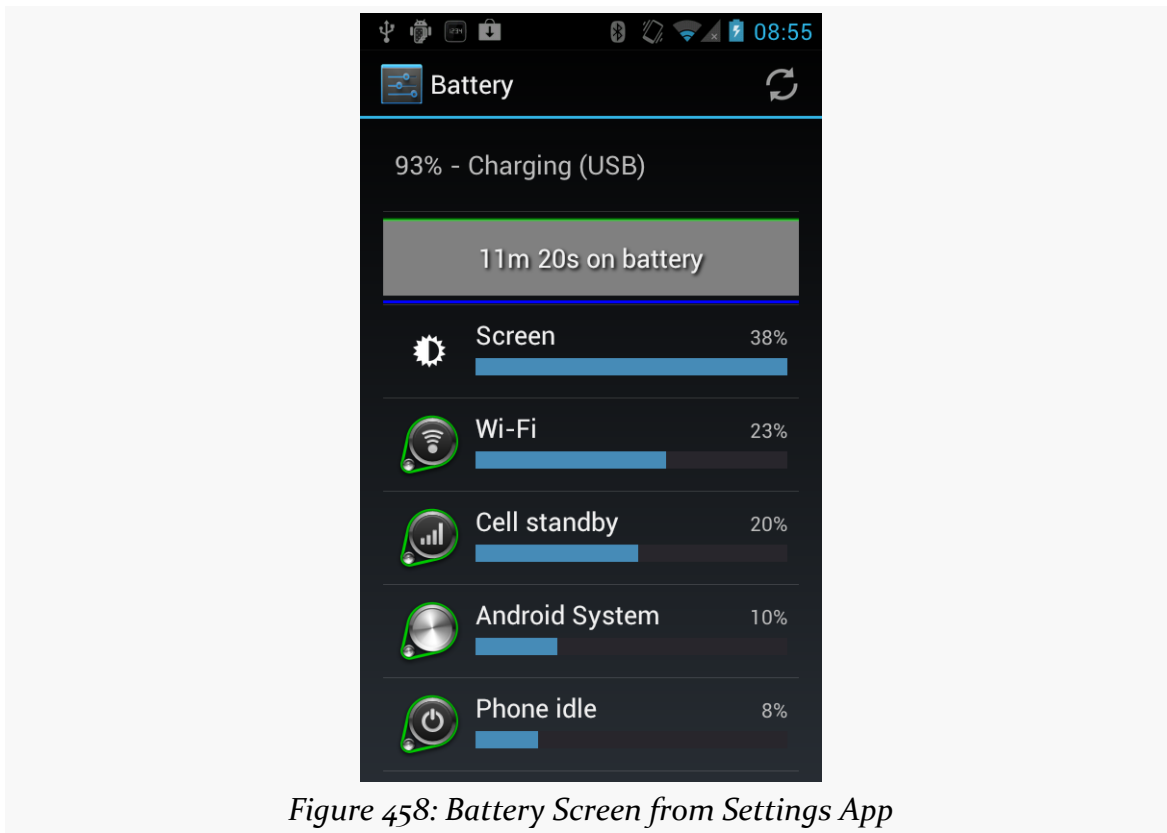 08:55
Battery
93% - Charging (USB)
11m 20s on battery
Screen 38%
Wi-Fi 23%
Cell standby 20%
Android System 10%
Phone idle 8%
Figure 458: Battery Screen from Settings App